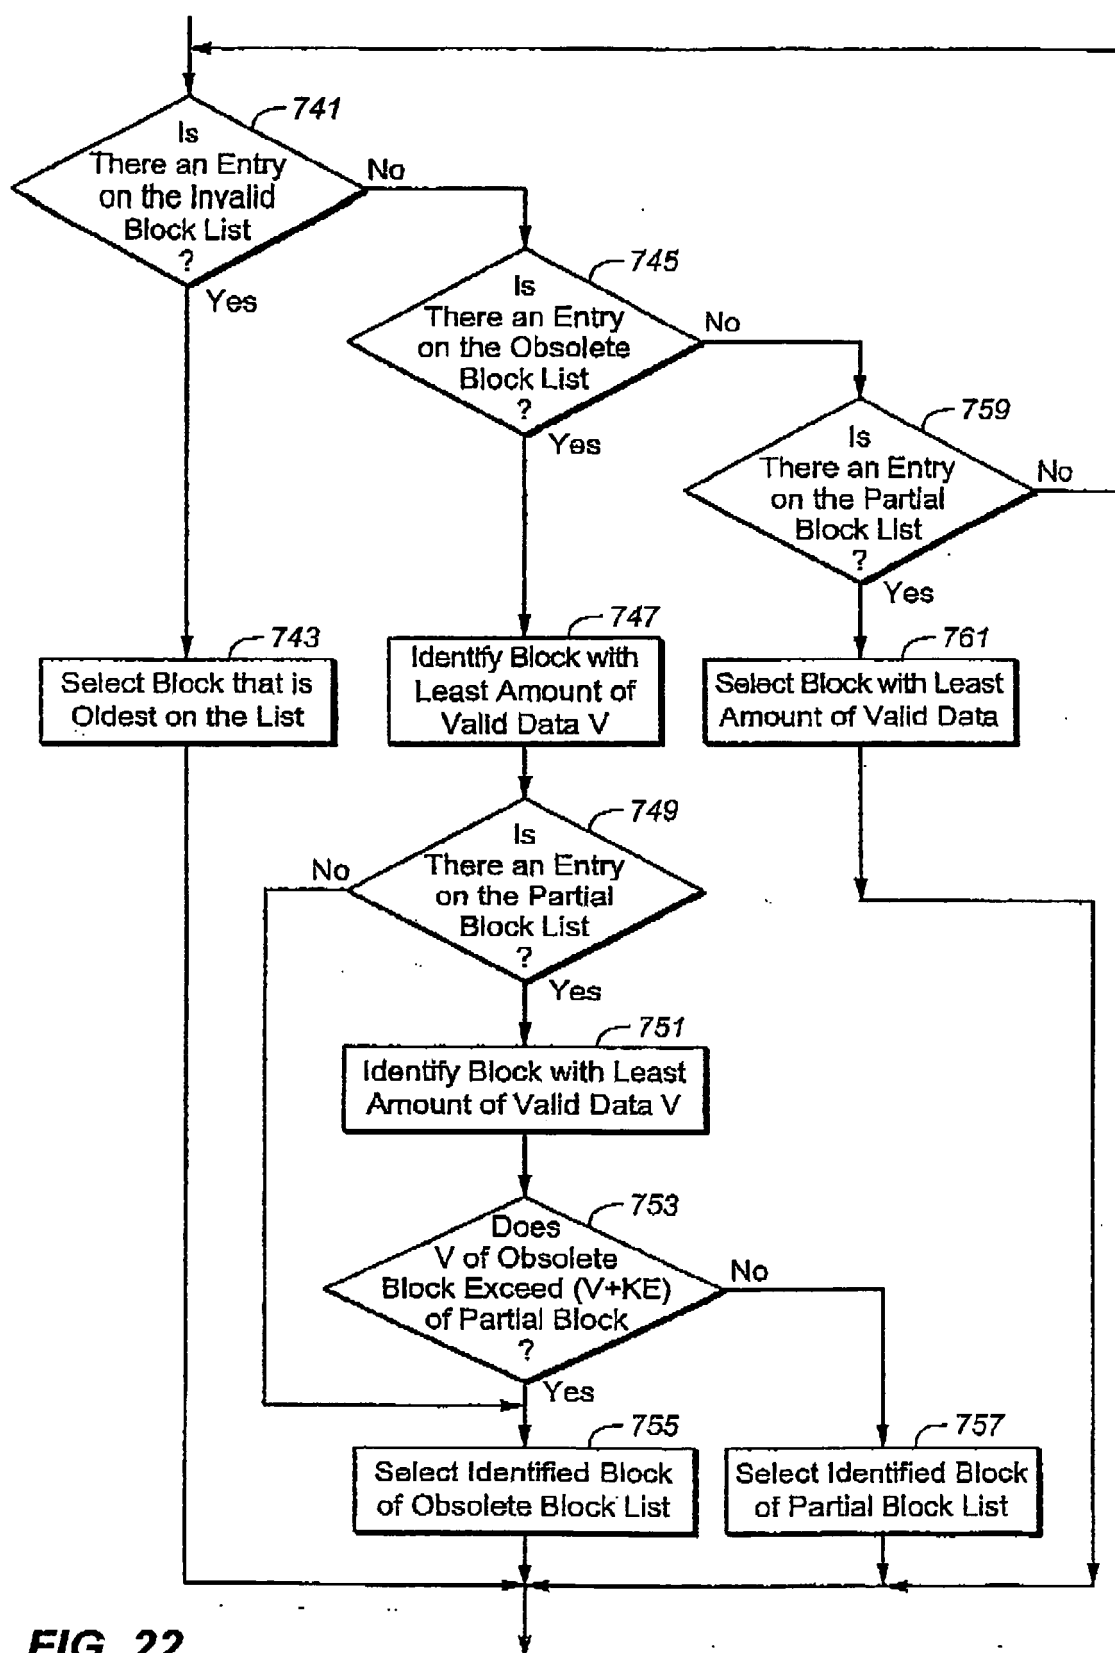 741
Is
There an Entry
on the Invalid
Block List
?
No
Yes
745
Is
There an Entry
on the Obsolete
Block List
?
No
Yes
759
Is
There an Entry
on the Partial
Block List
?
No
Yes
743
Select Block that is
Oldest on the List
747
Identify Block with
Least Amount of
Valid Data V
761
Select Block with Least
Amount of Valid Data
749
Is
There an Entry
on the Partial
Block List
?
No
Yes
751
Identify Block with Least
Amount of Valid Data V
753
Does
V of Obsolete
Block Exceed (V+KE)
of Partial Block
?
No
Yes
755
Select Identified Block
of Obsolete Block List
757
Select Identified Block
of Partial Block List
FIG. 22